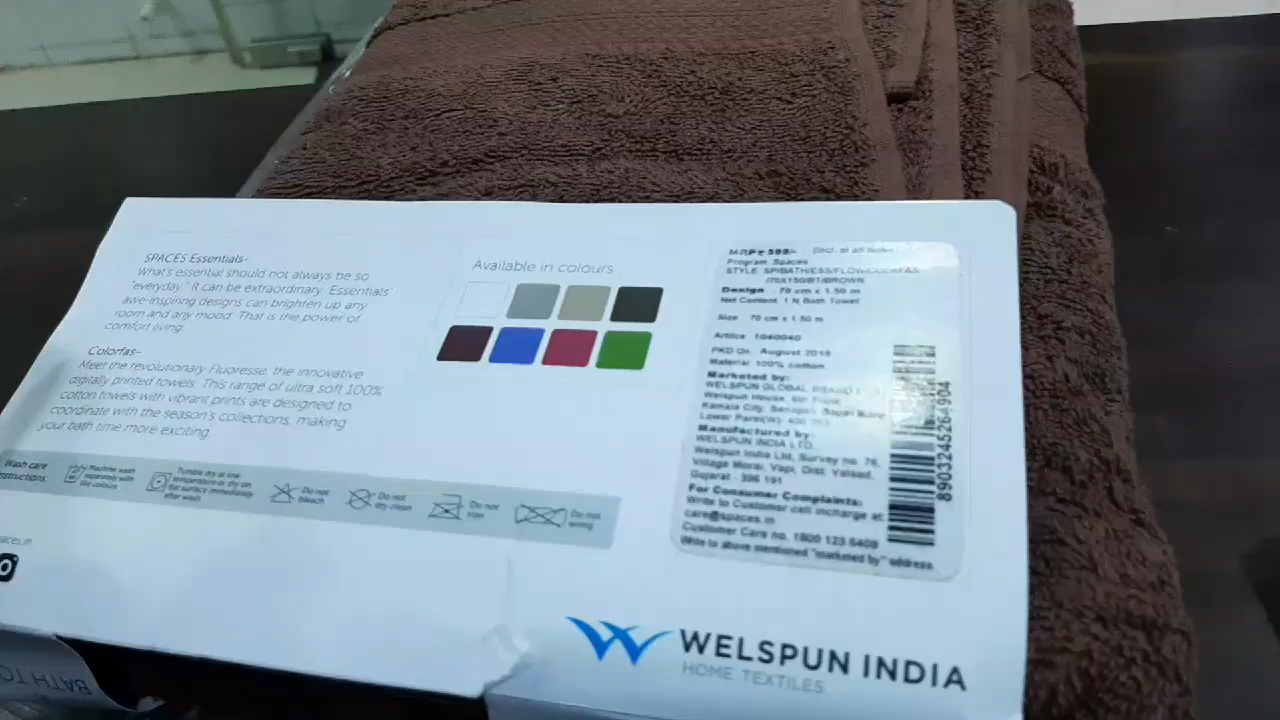 SPACES Essentials-
What's essential should not always be so
"everyday." It can be extraordinary. Essentials'
awe-inspiring designs can brighten up any
room and any mood. That is the power of
comfort living.
Colorfas-
Meet the revolutionary Fluoresse, the innovative
digitally printed towels. This range of ultra soft 100%
cotton towels with vibrant prints are designed to
coordinate with the season's collections, making
your bath time more exciting.
Wash care
instructions:
Machine wash
separately with
like colours
Tumble dry at low
temperature or dry on
flat surface immediately
after wash
Do not
bleach
Do not
dry clean
Do not
iron
Do not
wring
Available in colours
MRP ₹ 599/- (Incl. of all taxes)
Program Spaces
Design 70 cm x 1.50 m
Net Content 1 N Bath Towel
Size 70 cm x 1.50 m
Article 1040040
PKD On. August 2018
Material 100% cotton
Marketed by:
WELSPUN GLOBAL
Welspun House, 6th Floor,
Kamala City, Senapati Bapat Marg
Lower Parel(W)
Manufactured by:
WELSPUN INDIA LTD.
Welspun India Ltd, Survey no. 76,
Village Morai, Vapi, Dist. Valsad,
Gujarat - 396 191
For Consumer Complaints:
Write to Customer cell incharge at
care@spaces.in
Customer Care no. 1800 123 5409
Write to above mentioned "marketed by" address
8903245264904
WELSPUN INDIA
HOME TEXTILES